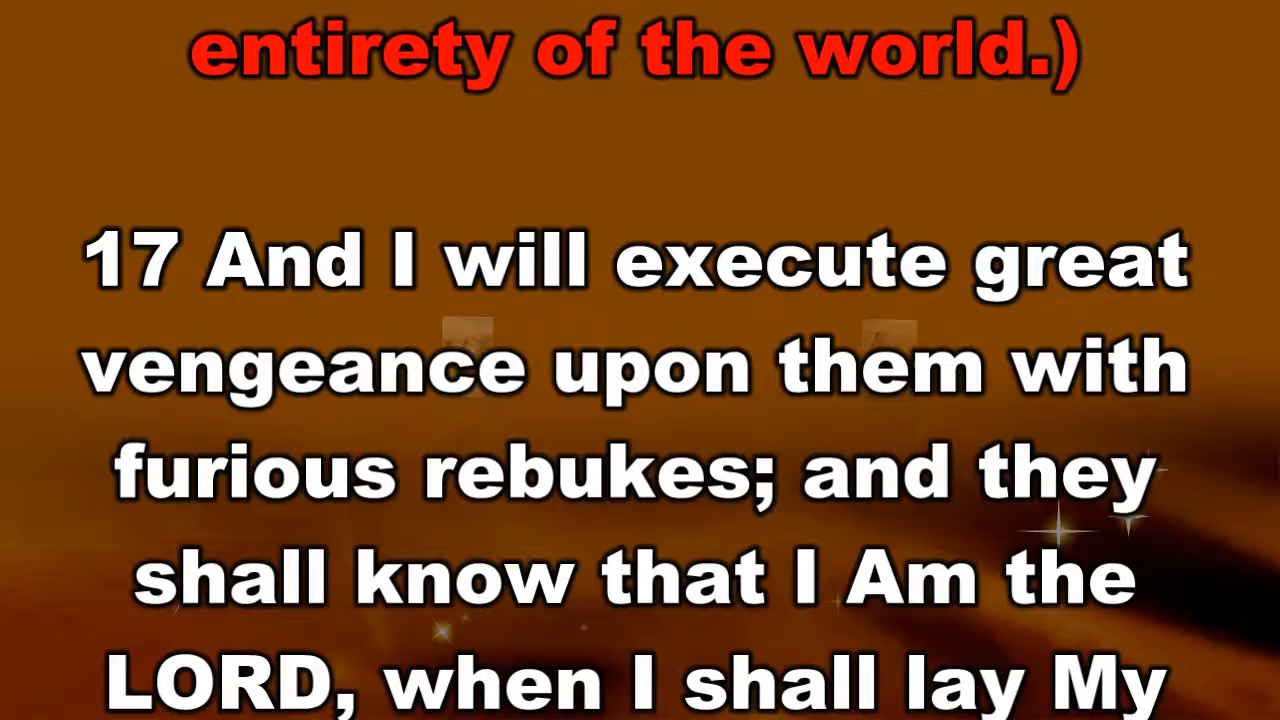 entirety of the world.)
17 And I will execute great
vengeance upon them with
furious rebukes; and they
shall know that I Am the
LORD, when I shall lay My